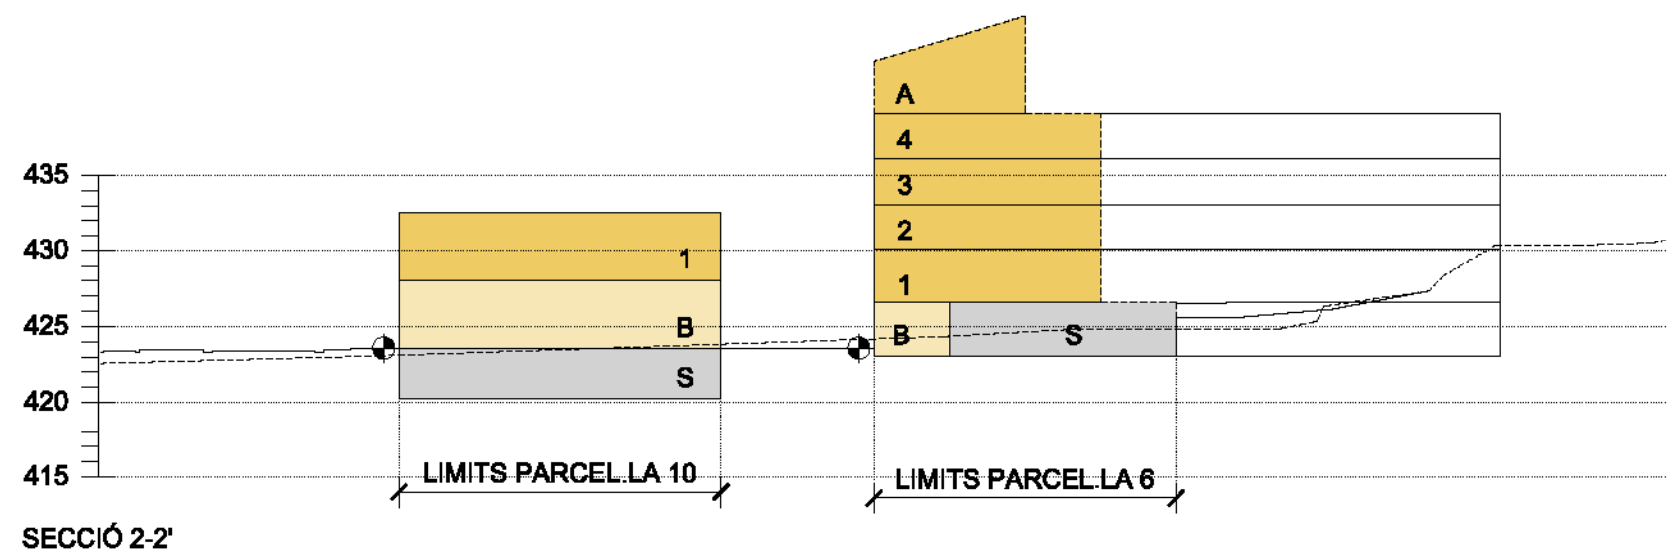 A
4
435
3
2
430
1
1
425
B
B
S
S
420
415
LIMITS PARCEL.LA 10
LIMITS PARCEL.LA 6
SECCIÓ 2-2'